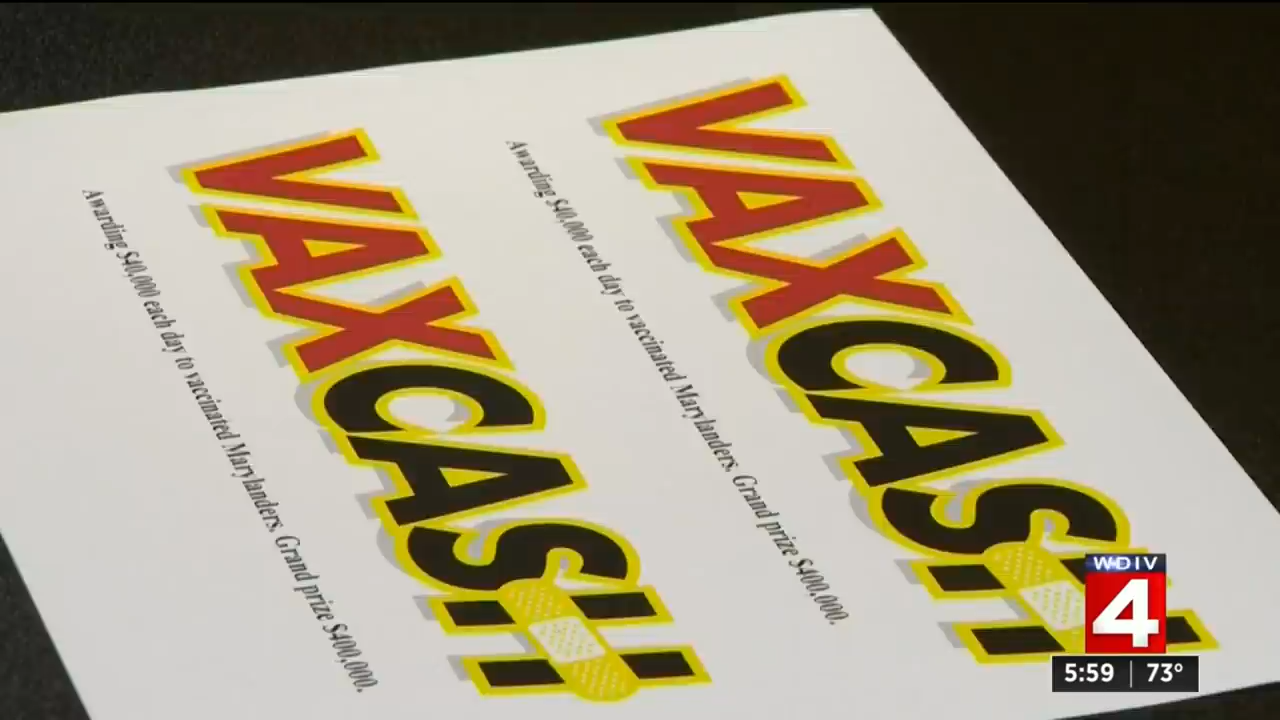 VAXCASH
Awarding $40,000 each day to vaccinated Marylanders. Grand prize $400,000.
VAXCASH
Awarding $40,000 each day to vaccinated Marylanders. Grand prize $400,000.
WDIV
4
5:59 | 73°